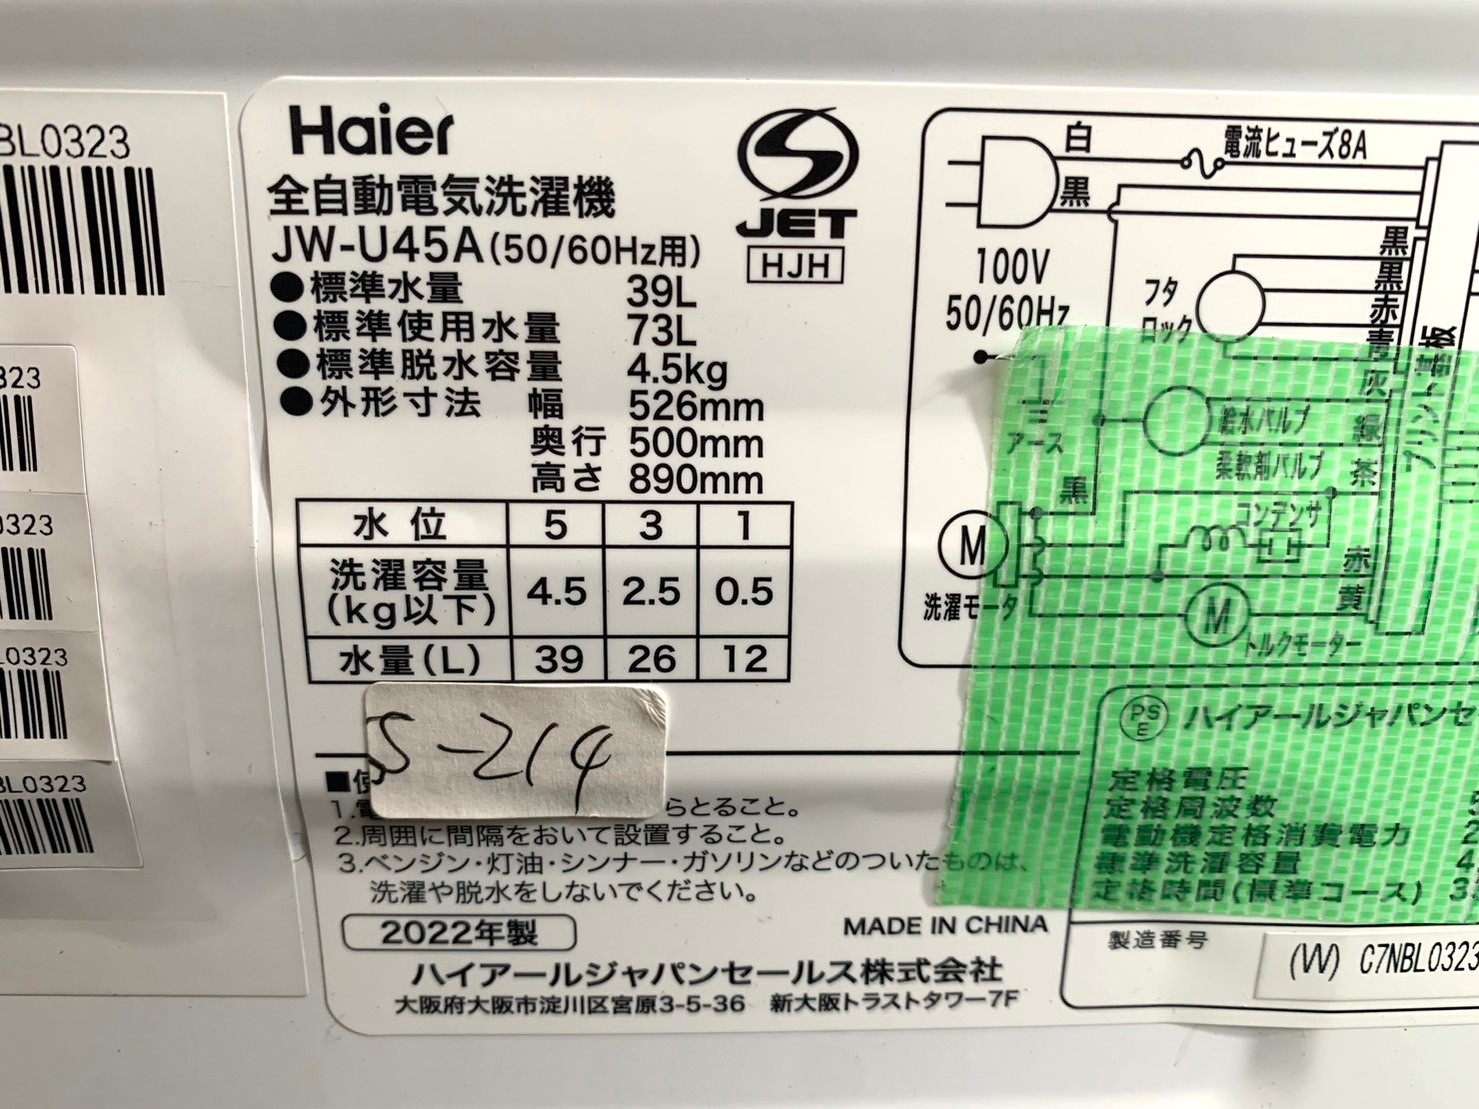 BL0323
323
0323
L0323
BL0323
Haier
全自動電気洗濯機
JW-U45A(50/60Hz用)
●標準水量 39L
●標準使用水量 73L
●標準脱水容量 4.5kg
●外形寸法 幅 526mm
奥行 500mm
高さ 890mm
JET
HJH
水位 5 3 1
洗濯容量(kg以下) 4.5 2.5 0.5
水量(L) 39 26 12
S-214
■使
1.電 らとること。
2.周囲に間隔をおいて設置すること。
3.ベンジン・灯油・シンナー・ガソリンなどのついたものは、
洗濯や脱水をしないでください。
2022年製
MADE IN CHINA
ハイアールジャパンセールス株式会社
大阪府大阪市淀川区宮原3-5-36 新大阪トラストタワー7F
白
電流ヒューズ8A
黒
100V
50/60Hz
フタ
ロック
黒
黒
赤
青
灰
緑
茶
プリント基板
アース
給水バルブ
柔軟剤バルブ
黒
コンデンサ
M
洗濯モータ
赤
黄
M
トルクモーター
PS
E
ハイアールジャパンセ
定格電圧
定格周波数
電動機定格消費電力 2
標準洗濯容量 4
定格時間(標準コース) 3
製造番号
(W) C7NBL0323